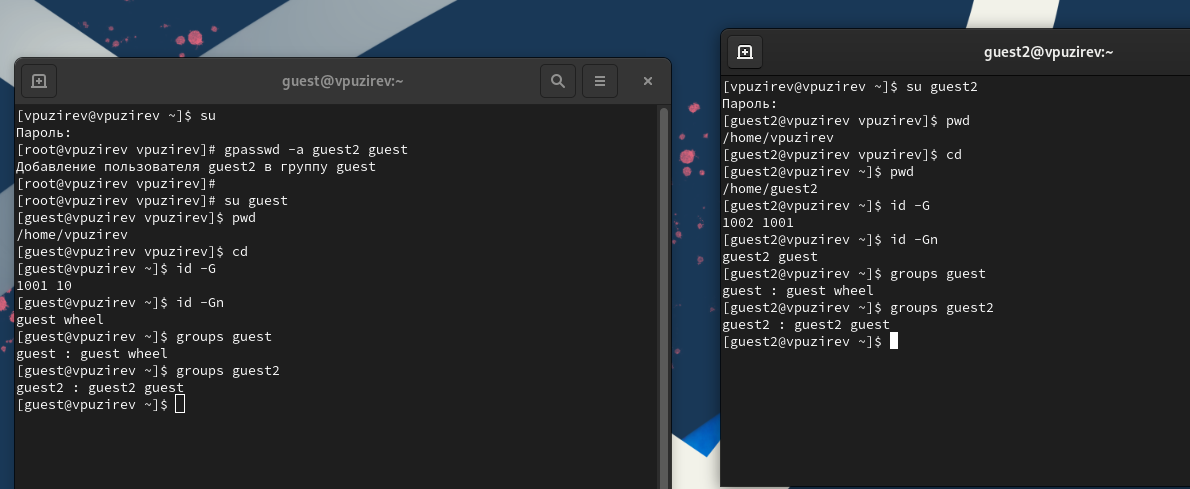 guest@vpuzirev:~
[vpuzirev@vpuzirev ~]$ su
Пароль:
[root@vpuzirev vpuzirev]# gpasswd -a guest2 guest
Добавление пользователя guest2 в группу guest
[root@vpuzirev vpuzirev]#
[root@vpuzirev vpuzirev]# su guest
[guest@vpuzirev vpuzirev]$ pwd
/home/vpuzirev
[guest@vpuzirev vpuzirev]$ cd
[guest@vpuzirev ~]$ id -G
1001 10
[guest@vpuzirev ~]$ id -Gn
guest wheel
[guest@vpuzirev ~]$ groups guest
guest : guest wheel
[guest@vpuzirev ~]$ groups guest2
guest2 : guest2 guest
[guest@vpuzirev ~]$
guest2@vpuzirev:~
[vpuzirev@vpuzirev ~]$ su guest2
Пароль:
[guest2@vpuzirev vpuzirev]$ pwd
/home/vpuzirev
[guest2@vpuzirev vpuzirev]$ cd
[guest2@vpuzirev ~]$ pwd
/home/guest2
[guest2@vpuzirev ~]$ id -G
1002 1001
[guest2@vpuzirev ~]$ id -Gn
guest2 guest
[guest2@vpuzirev ~]$ groups guest
guest : guest wheel
[guest2@vpuzirev ~]$ groups guest2
guest2 : guest2 guest
[guest2@vpuzirev ~]$